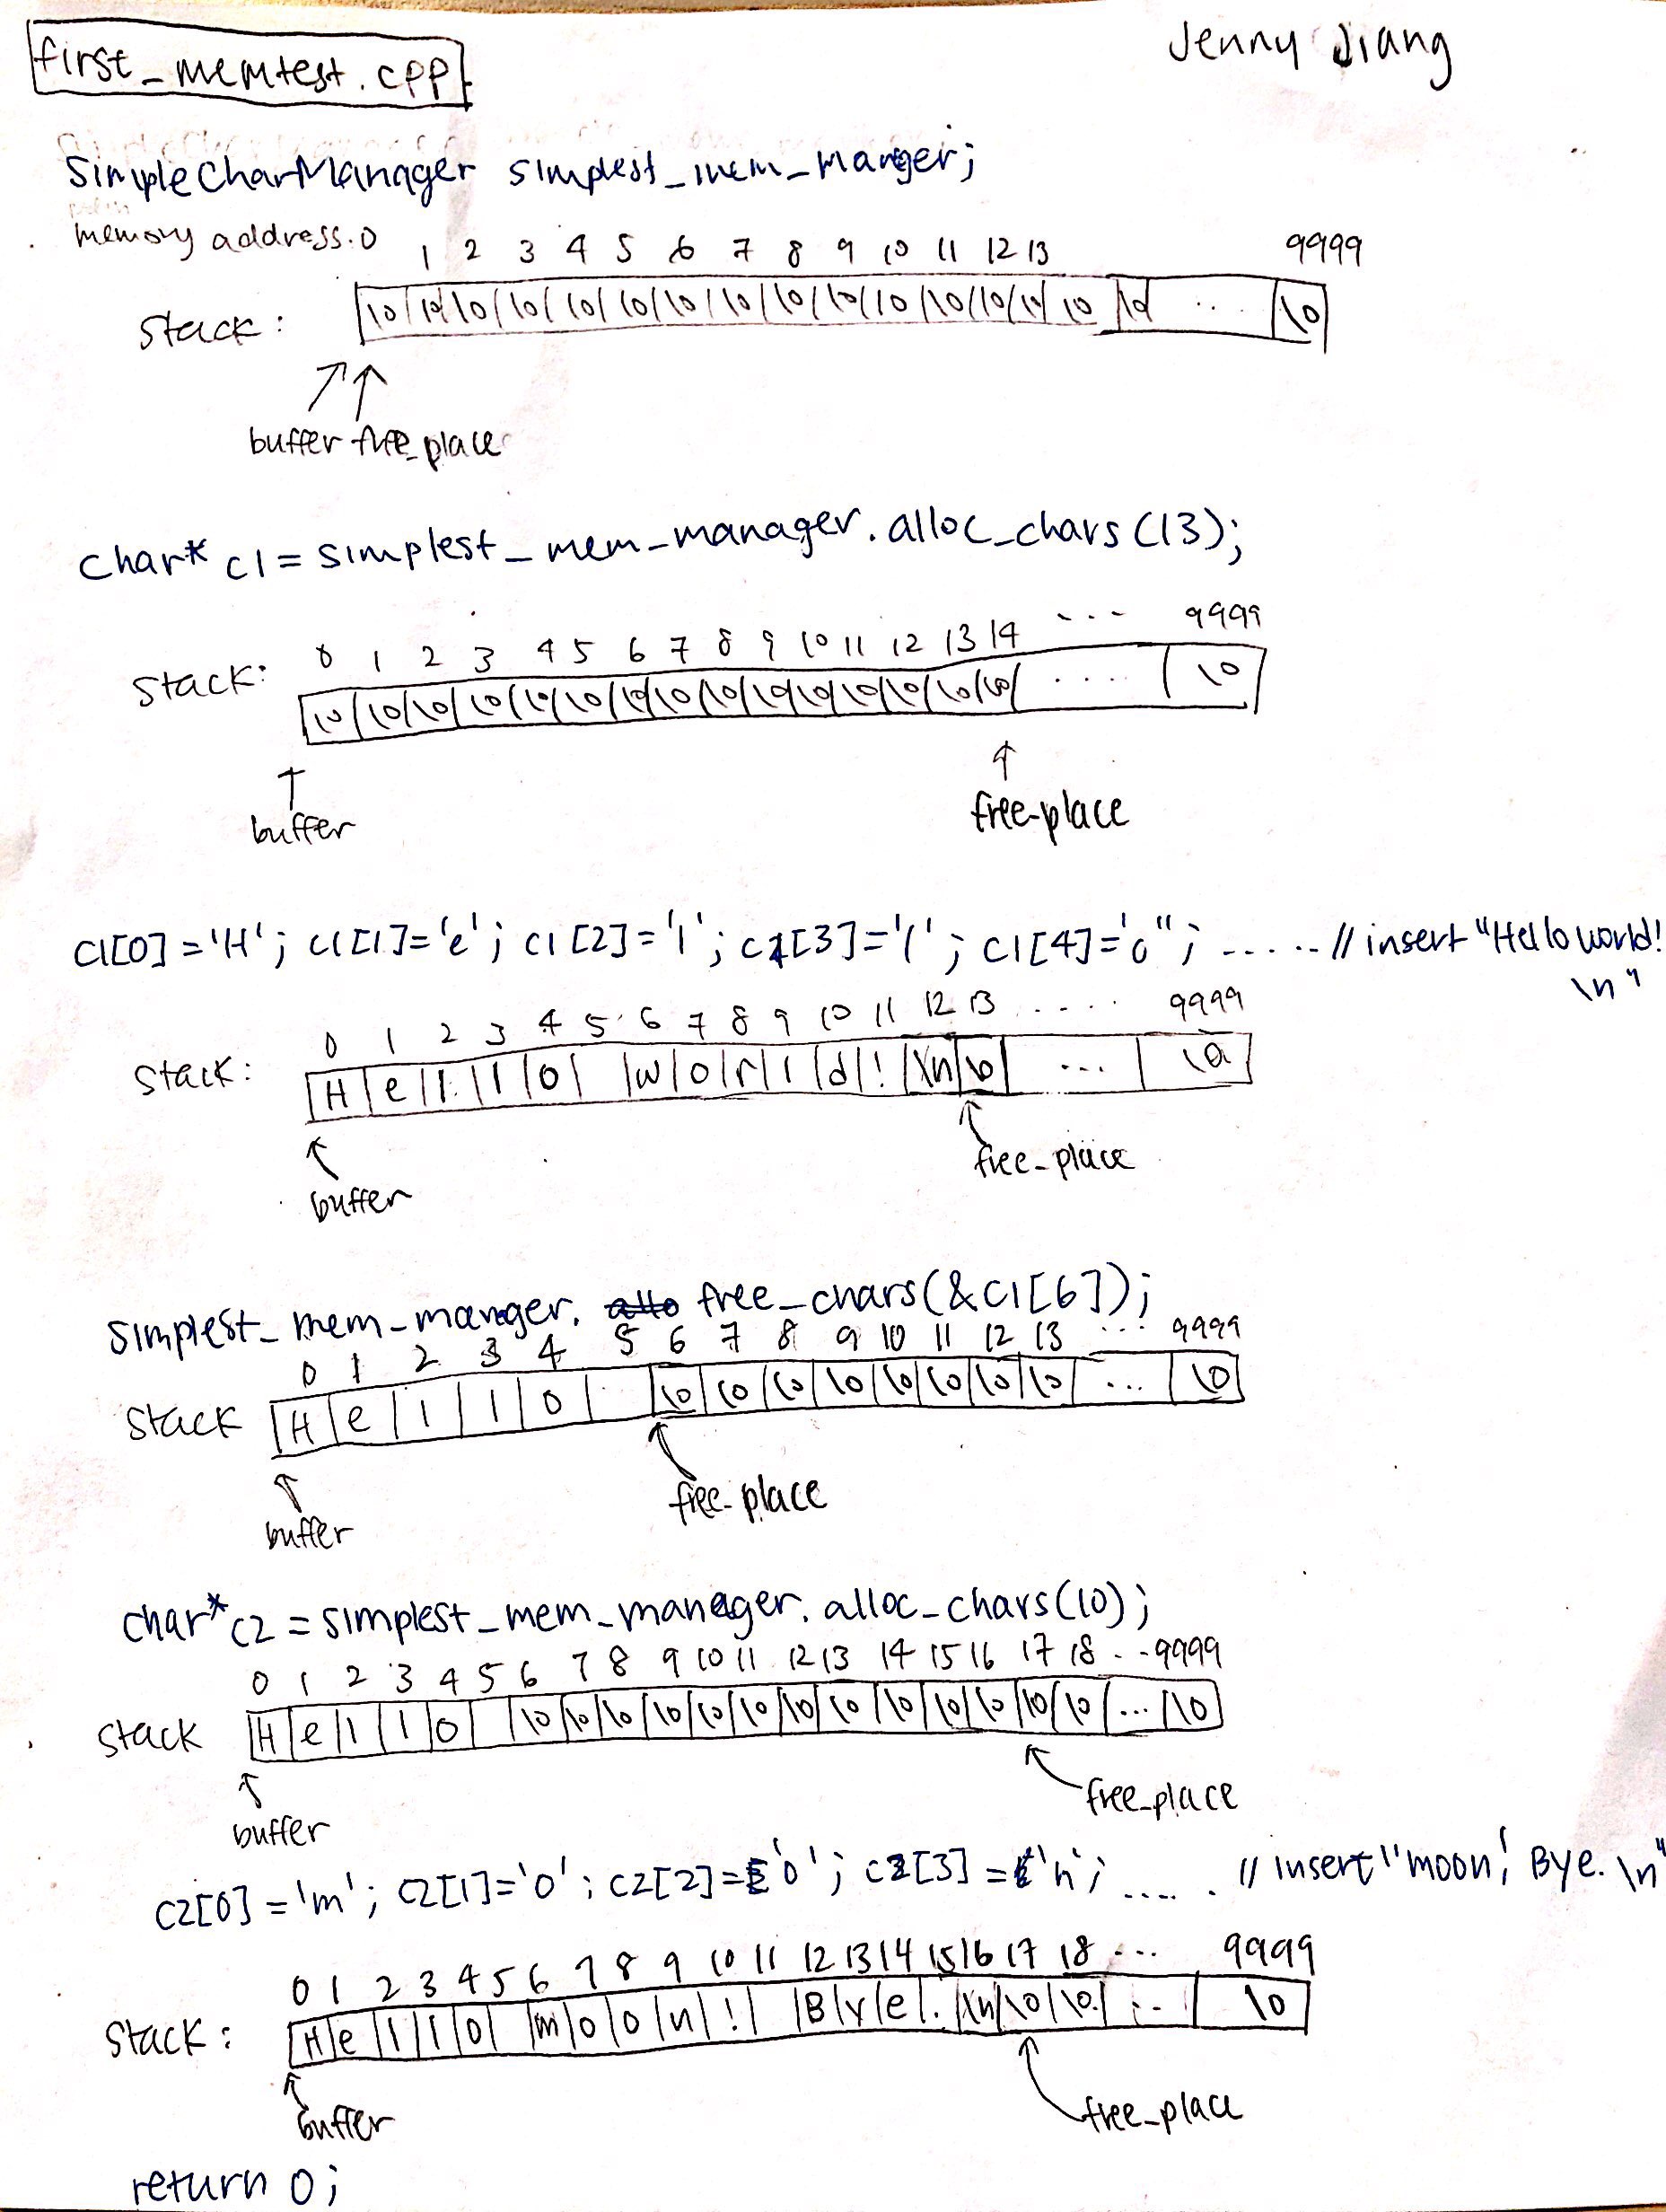 first_memtest.cpp
Jenny Jiang
SimpleCharManager simplest_mem_manger;
memory address: 0 1 2 3 4 5 6 7 8 9 10 11 12 13 9999
Stack: \0 \0 \0 \0 \0 \0 \0 \0 \0 \0 \0 \0 \0 \0 \0 \0 ... \0
buffer free_place
char* c1 = simplest_mem_manager.alloc_chars(13);
0 1 2 3 4 5 6 7 8 9 10 11 12 13 14 ... 9999
Stack: \0 \0 \0 \0 \0 \0 \0 \0 \0 \0 \0 \0 \0 \0 \0 .... \0
buffer free-place
c1[0]='H'; c1[1]='e'; c1[2]='l'; c1[3]='l'; c1[4]='o"; ..... // insert "Hello world!
\n"
0 1 2 3 4 5 6 7 8 9 10 11 12 13 .... 9999
Stack: H e l l o w o r l d ! \n \0 ... \0
free_place
buffer
simplest_mem_manger. free_chars(&c1[6]);
0 1 2 3 4 5 6 7 8 9 10 11 12 13 ... 9999
Stack H e l l o \0 \0 \0 \0 \0 \0 \0 \0 ... \0
free_place
buffer
char* c2 = simplest_mem_manager.alloc_chars(10);
0 1 2 3 4 5 6 7 8 9 10 11 12 13 14 15 16 17 18 .. 9999
Stack H e l l o \0 \0 \0 \0 \0 \0 \0 \0 \0 \0 \0 \0 \0 ... \0
free_place
buffer
c2[0]='m'; c2[1]='o'; c2[2]='o'; c2[3]='n'; ..... // insert "moon! Bye. \n"
0 1 2 3 4 5 6 7 8 9 10 11 12 13 14 15 16 17 18 ... 9999
Stack: H e l l o m o o n ! B y e . \n \0 \0 ... \0
buffer free_place
return 0;